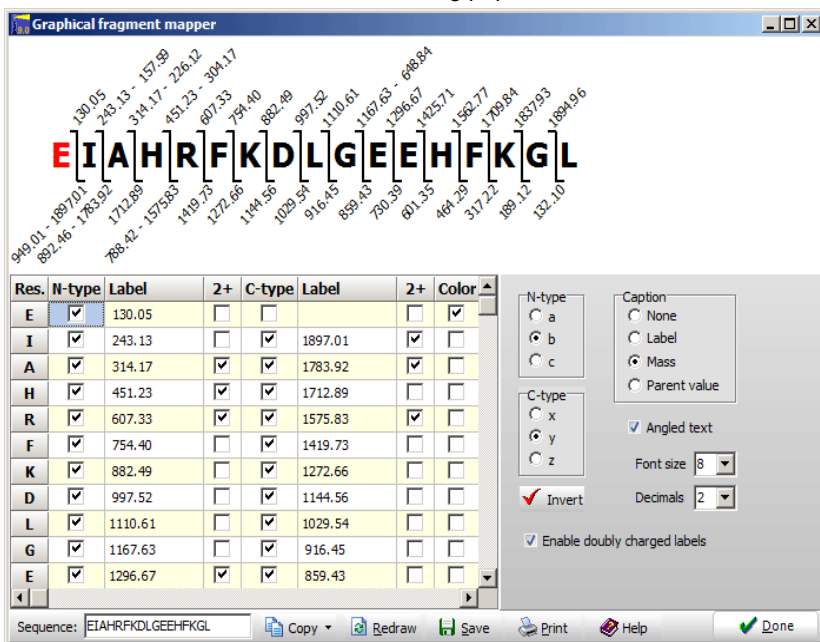 Graphical fragment mapper
130.05 243.13 - 157.59 314.17 - 226.12 451.23 - 304.17 607.33 754.40 882.49 997.52 1110.61 1167.63 - 648.84 1296.67 1425.71 1562.77 1709.84 1837.93 1894.96
E I A H R F K D L G E E H F K G L
949.01 - 1897.01 892.46 - 1783.92 1712.89 788.42 - 1575.83 1419.73 1272.66 1144.56 1029.54 916.45 859.43 730.39 601.35 464.29 317.22 189.12 132.10
Res. N-type Label 2+ C-type Label 2+ Color
E 130.05
I 243.13 1897.01
A 314.17 1783.92
H 451.23 1712.89
R 607.33 1575.83
F 754.40 1419.73
K 882.49 1272.66
D 997.52 1144.56
L 1110.61 1029.54
G 1167.63 916.45
E 1296.67 859.43
N-type
a
b
c
C-type
x
y
z
Invert
Caption
None
Label
Mass
Parent value
Angled text
Font size 8
Decimals 2
Enable doubly charged labels
Sequence: EIAHRFKDLGEEHFKGL Copy Redraw Save Print Help Done